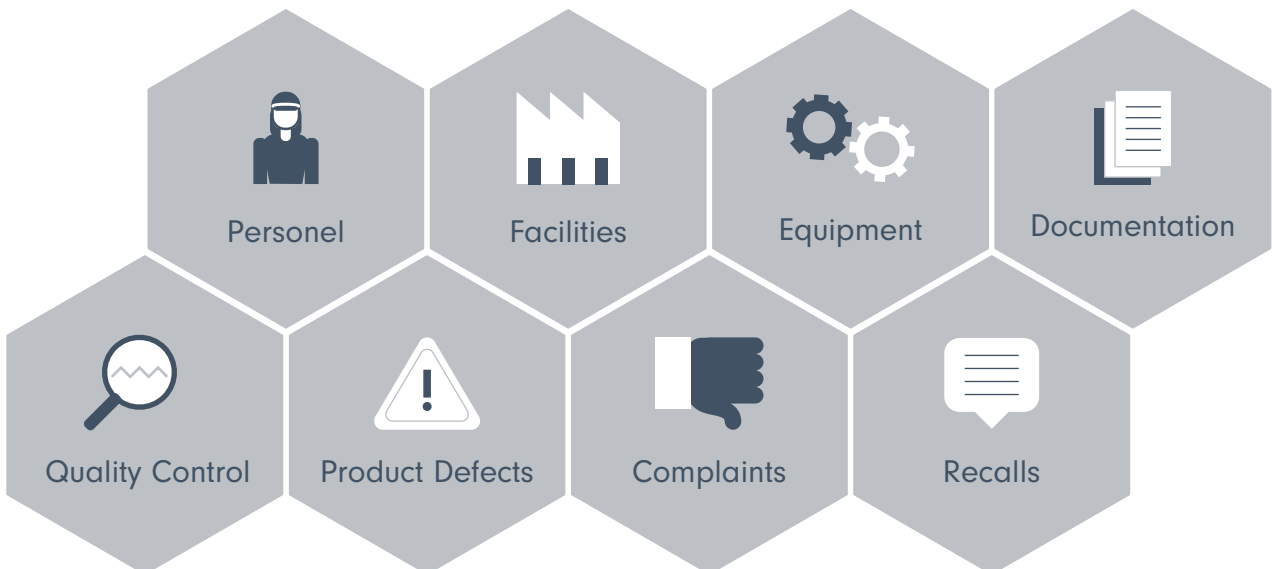 Personel
Facilities
Equipment
Documentation
Quality Control
Product Defects
Complaints
Recalls